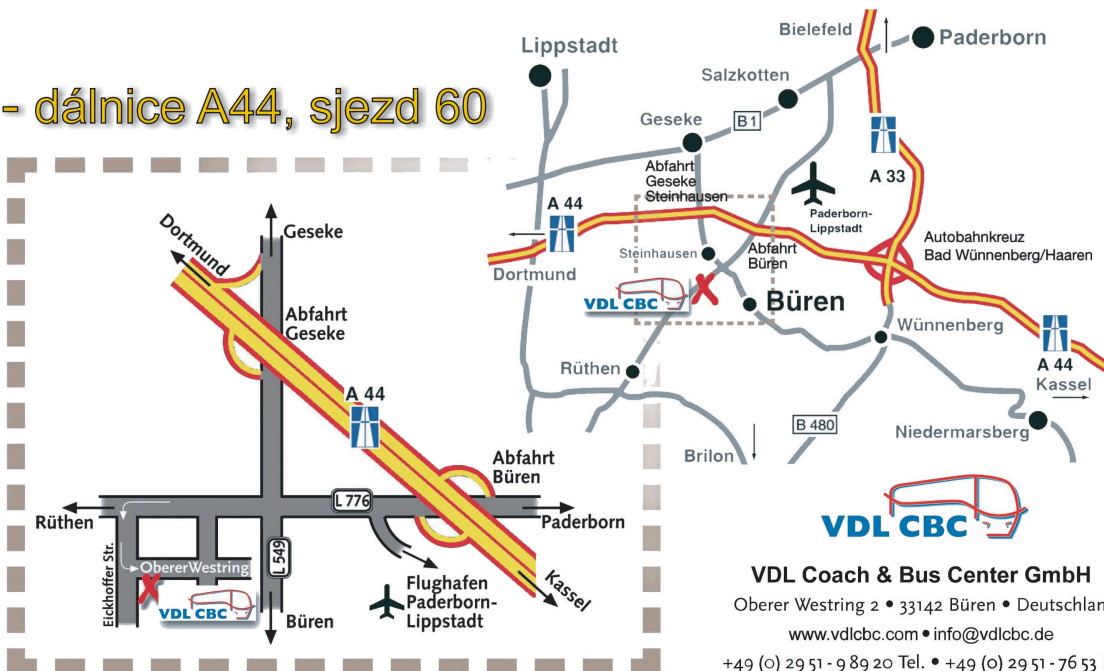 - dálnice A44, sjezd 60
Lippstadt
Bielefeld
Paderborn
Salzkotten
Geseke
B 1
A 33
Abfahrt
Geseke
Steinhausen
A 44
Paderborn-
Lippstadt
Dortmund
Steinhausen
Abfahrt
Büren
Autobahnkreuz
Bad Wünnenberg/Haaren
VDL CBC
Büren
Wünnenberg
Rüthen
A 44
Kassel
B 480
Niedermarsberg
Brilon
Dortmund
Geseke
Abfahrt
Geseke
A 44
Abfahrt
Büren
L 776
Rüthen
Paderborn
Eickhoffer Str.
Oberer Westring
L 549
VDL CBC
Büren
Flughafen
Paderborn-
Lippstadt
Kassel
VDL CBC
VDL Coach & Bus Center GmbH
Oberer Westring 2 • 33142 Büren • Deutschlan
www.vdlcbc.com • info@vdlcbc.de
+49 (0) 29 51 - 9 89 20 Tel. • +49 (0) 29 51 - 76 53